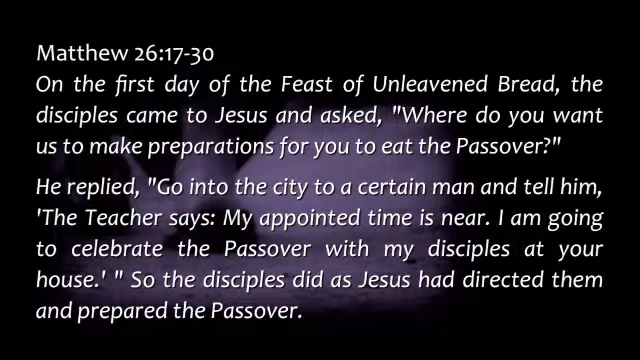 Matthew 26:17-30
On the first day of the Feast of Unleavened Bread, the
disciples came to Jesus and asked, "Where do you want
us to make preparations for you to eat the Passover?"
He replied, "Go into the city to a certain man and tell him,
'The Teacher says: My appointed time is near. I am going
to celebrate the Passover with my disciples at your
house.' " So the disciples did as Jesus had directed them
and prepared the Passover.